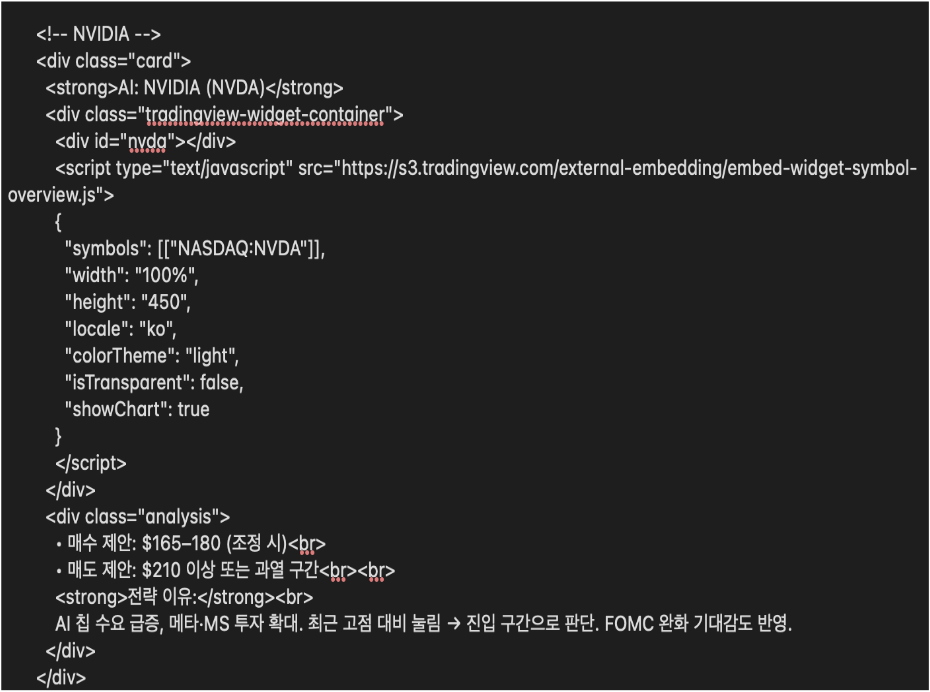 <!-- NVIDIA -->
<div class="card">
<strong>AI: NVIDIA (NVDA)</strong>
<div class="tradingview-widget-container">
<div id="nvda"></div>
<script type="text/javascript" src="https://s3.tradingview.com/external-embedding/embed-widget-symbol-
overview.js">
{
"symbols": [["NASDAQ:NVDA"]],
"width": "100%",
"height": "450",
"locale": "ko",
"colorTheme": "light",
"isTransparent": false,
"showChart": true
}
</script>
</div>
<div class="analysis">
• 매수 제안: $165–180 (조정 시)<br>
• 매도 제안: $210 이상 또는 과열 구간<br><br>
<strong>전략 이유:</strong><br>
AI 칩 수요 급증, 메타·MS 투자 확대. 최근 고점 대비 눌림 → 진입 구간으로 판단. FOMC 완화 기대감도 반영.
</div>
</div>